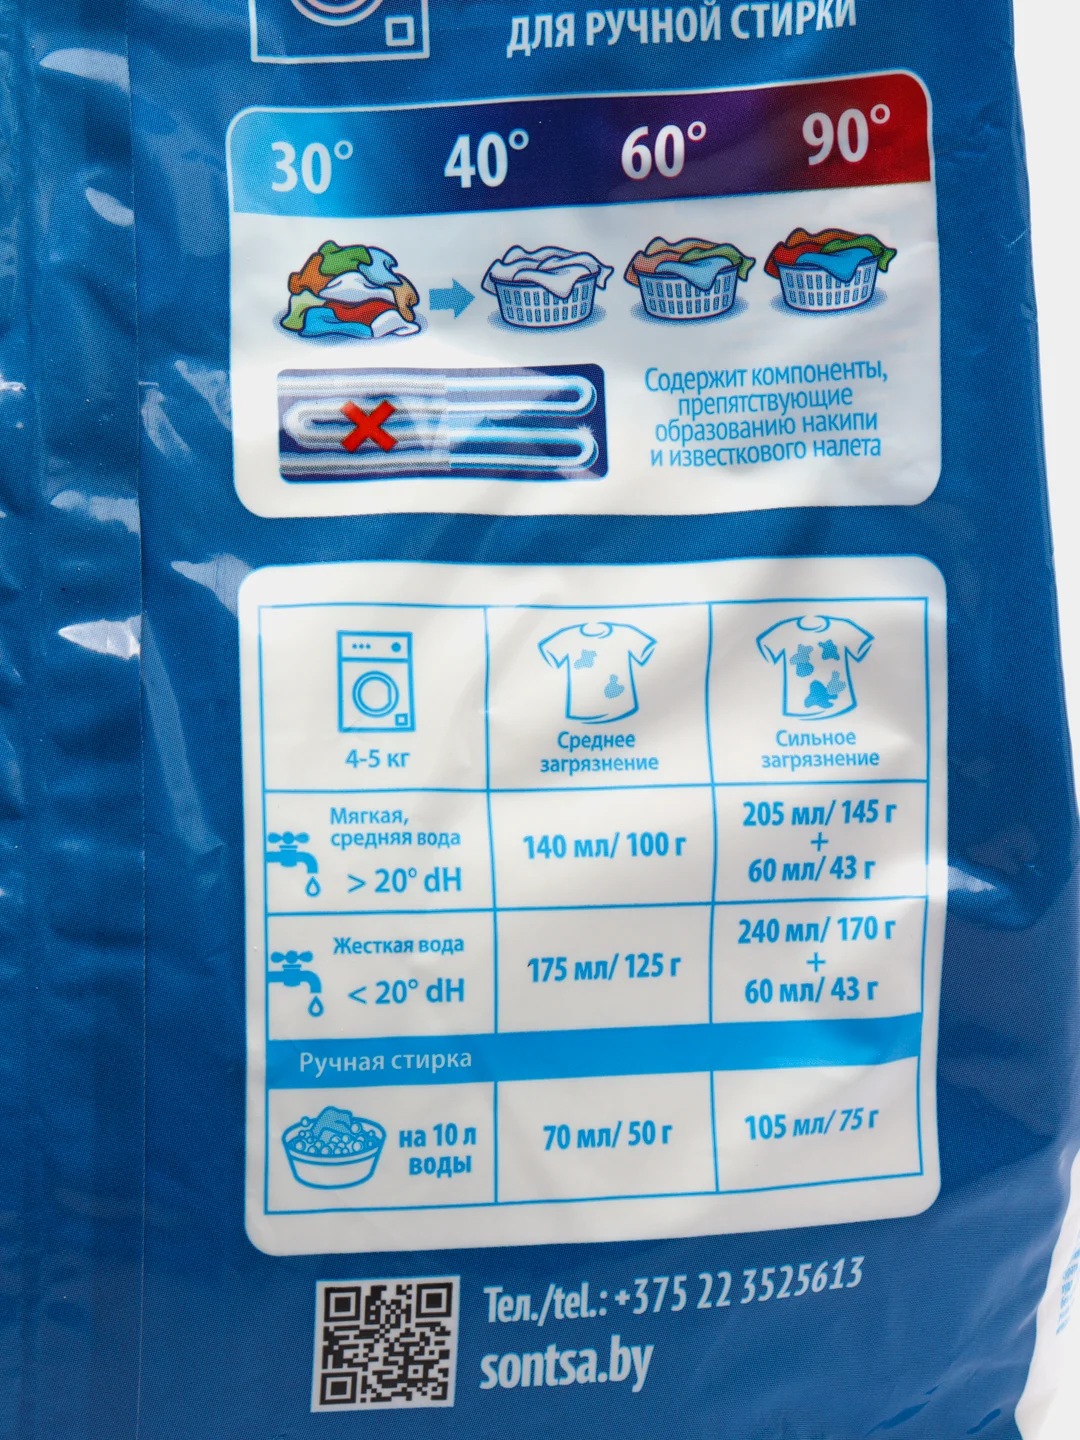 ДЛЯ РУЧНОЙ СТИРКИ
30° 40° 60° 90°
Содержит компоненты,
препятствующие
образованию накипи
и известкового налета
4-5 кг
Среднее
загрязнение
Сильное
загрязнение
Мягкая,
средняя вода
> 20° dH
140 мл/ 100 г
205 мл/ 145 г
+
60 мл/ 43 г
Жесткая вода
< 20° dH
175 мл/ 125 г
240 мл/ 170 г
+
60 мл/ 43 г
Ручная стирка
на 10 л
воды
70 мл/ 50 г
105 мл/ 75 г
Тел./tel.: +375 22 3525613
sontsa.by